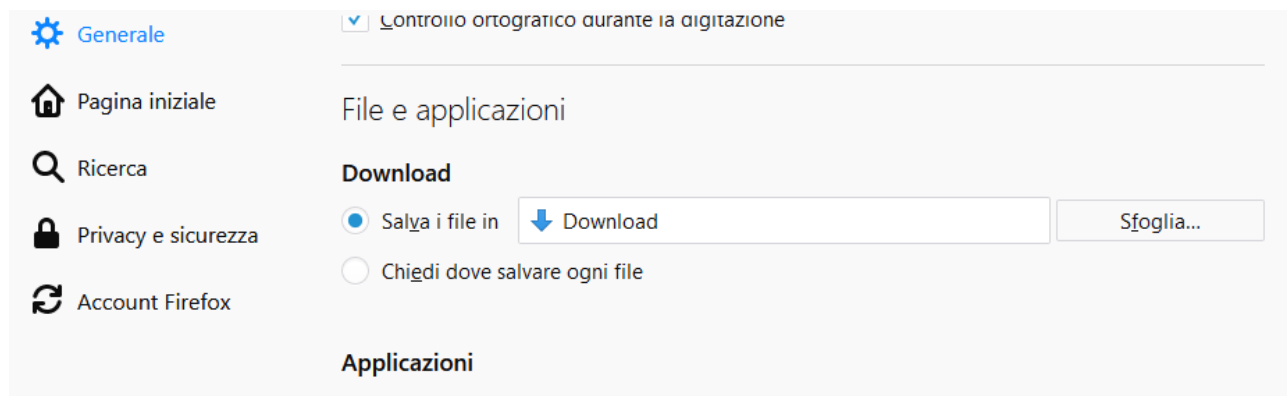 Generale
Pagina iniziale
Ricerca
Privacy e sicurezza
Account Firefox
Controllo ortografico durante la digitazione
File e applicazioni
Download
Salva i file in Download Sfoglia...
Chiedi dove salvare ogni file
Applicazioni